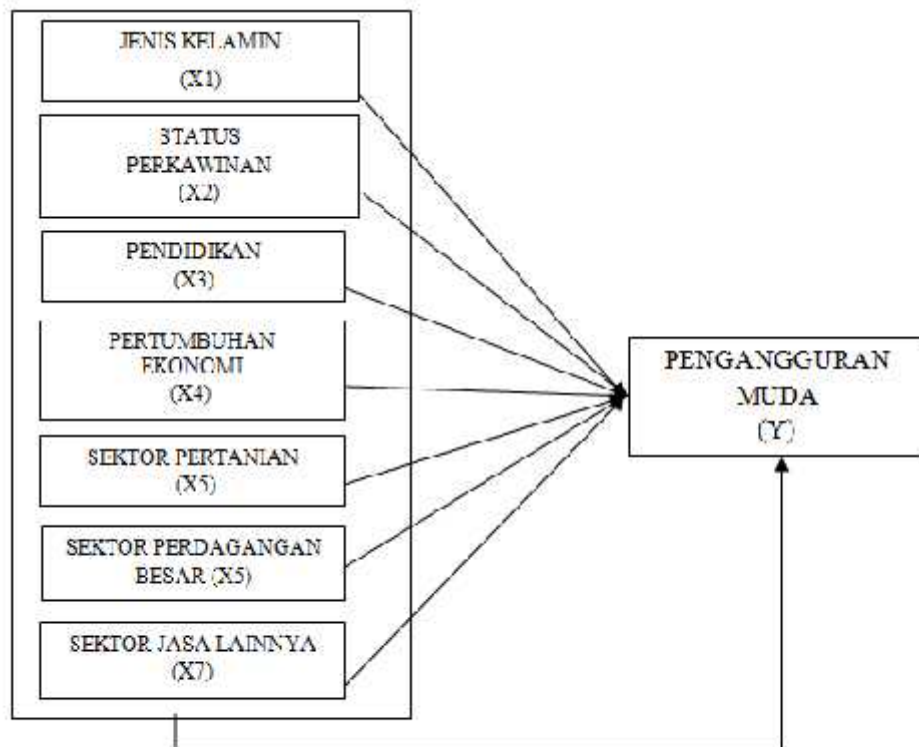 JENIS KELAMIN
(X1)
STATUS
PERKAWINAN
(X2)
PENDIDIKAN
(X3)
PERTUMBUHAN
EKONOMI
(X4)
SEKTOR PERTANIAN
(X5)
SEKTOR PERDAGANGAN
BESAR (X5)
SEKTOR JASA LAINNYA
(X7)
PENGANGGURAN
MUDA
(Y)